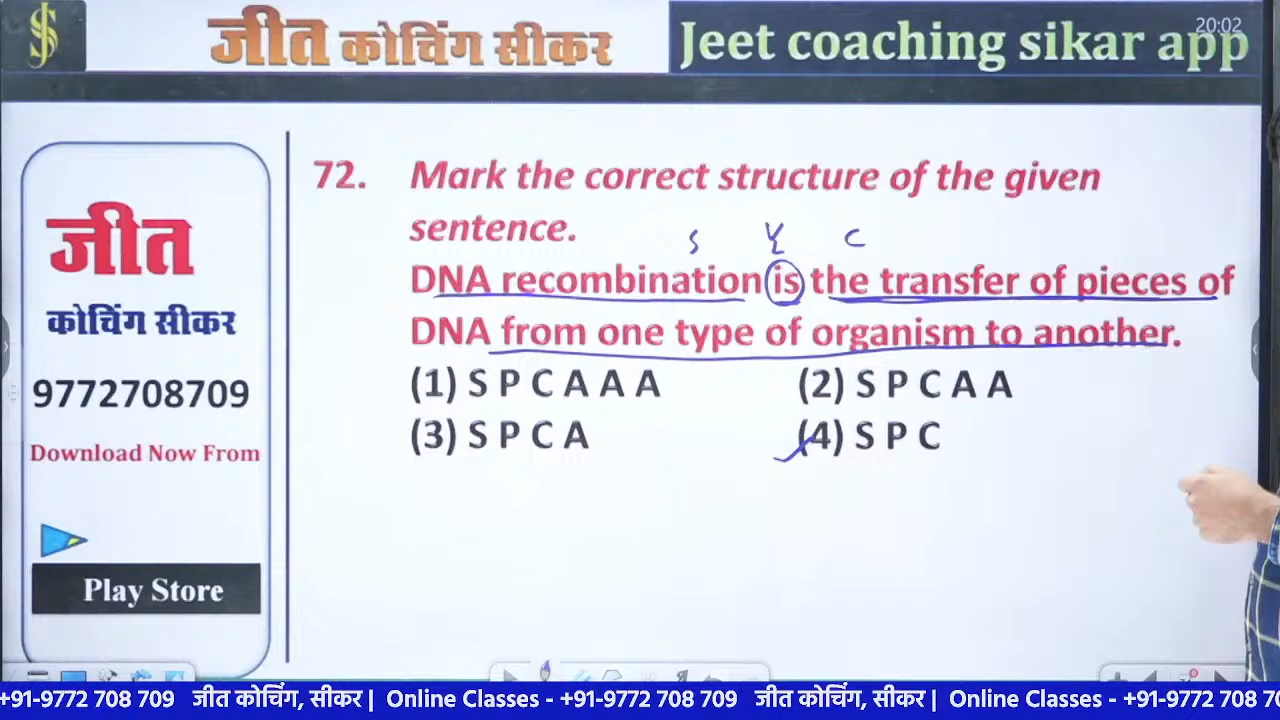 $
जीत कोचिंग सीकर
Jeet coaching sikar app
20:02
जीत
कोचिंग सीकर
9772708709
Download Now From
Play Store
72. Mark the correct structure of the given
sentence.
S V C
DNA recombination is the transfer of pieces of
DNA from one type of organism to another.
(1) S P C A A A (2) S P C A A
(3) S P C A (4) S P C
+91-9772 708 709 जीत कोचिंग, सीकर | Online Classes - +91-9772 708 709 जीत कोचिंग, सीकर | Online Classes - +91-9772 708 70